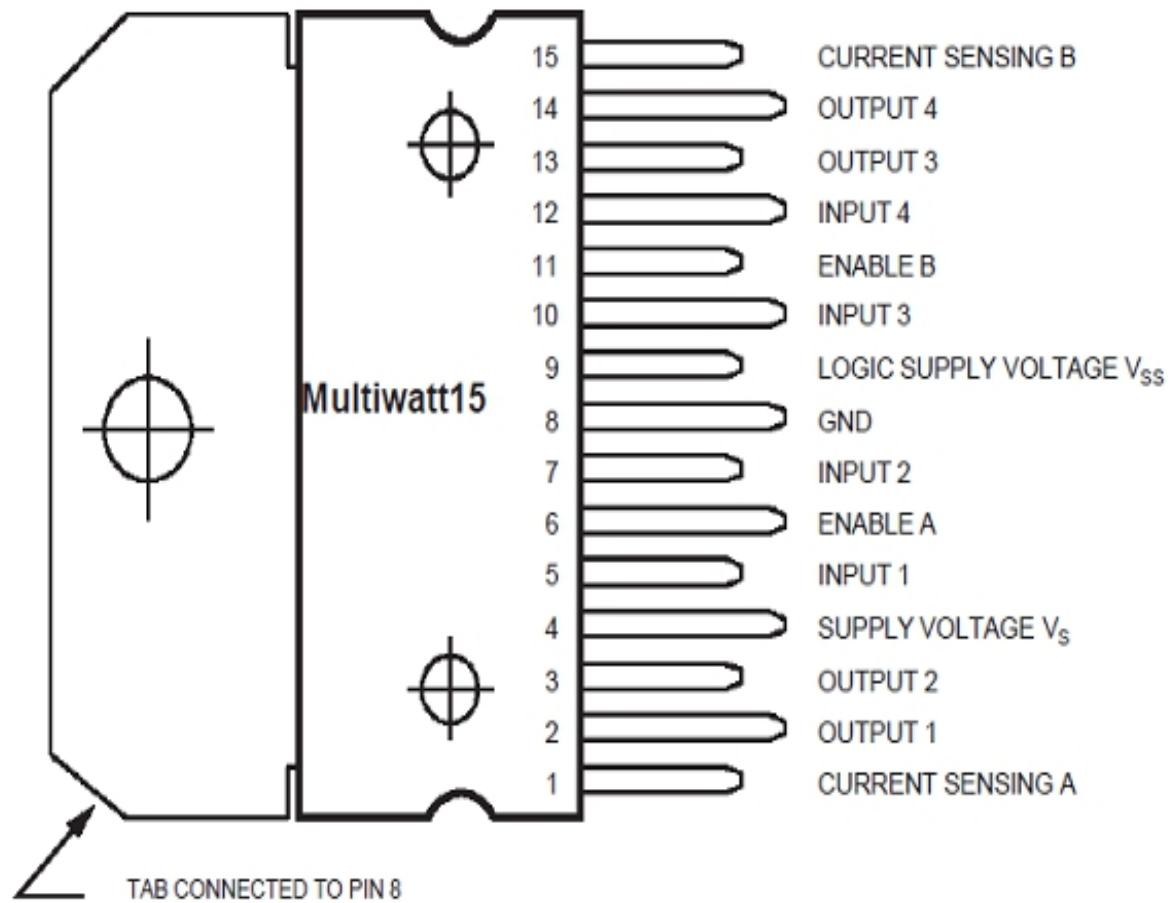 15 CURRENT SENSING B
14 OUTPUT 4
13 OUTPUT 3
12 INPUT 4
11 ENABLE B
10 INPUT 3
9 LOGIC SUPPLY VOLTAGE VSS
Multiwatt15
8 GND
7 INPUT 2
6 ENABLE A
5 INPUT 1
4 SUPPLY VOLTAGE VS
3 OUTPUT 2
2 OUTPUT 1
1 CURRENT SENSING A
TAB CONNECTED TO PIN 8